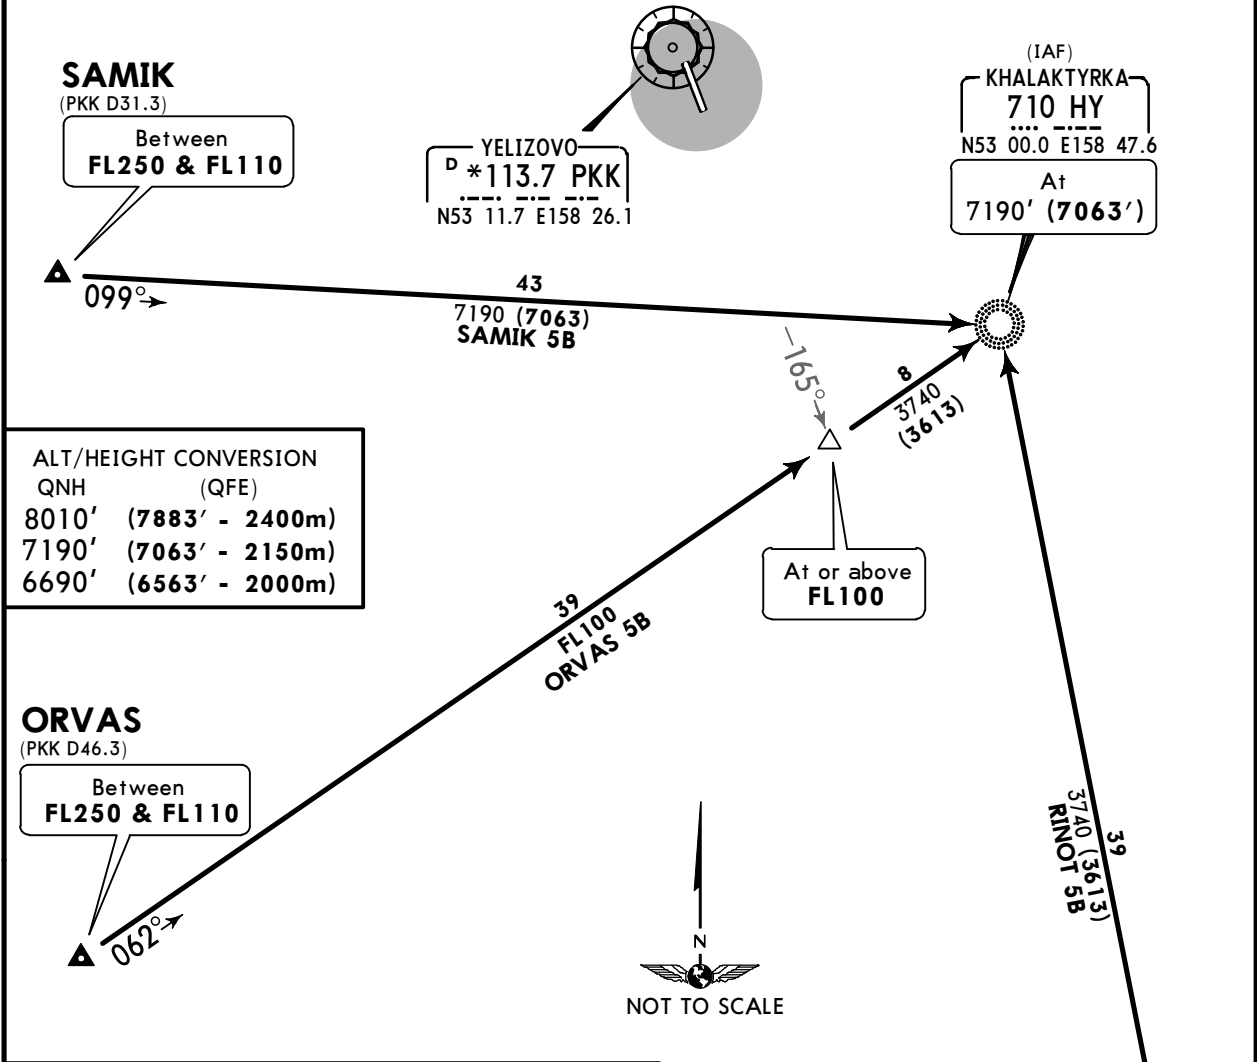 SAMIK
(PKK D31.3)
Between
FL250 & FL110
YELIZOVO
D *113.7 PKK
N53 11.7 E158 26.1
(IAF)
KHALAKTYRKA
710 HY
N53 00.0 E158 47.6
At
7190' (7063')
099°
43
7190 (7063)
SAMIK 5B
165°
8
3740
(3613)
ALT/HEIGHT CONVERSION
QNH (QFE)
8010' (7883' - 2400m)
7190' (7063' - 2150m)
6690' (6563' - 2000m)
At or above
FL100
39
FL100
ORVAS 5B
ORVAS
(PKK D46.3)
Between
FL250 & FL110
062°
39
3740 (3613)
RINOT 5B
N
NOT TO SCALE